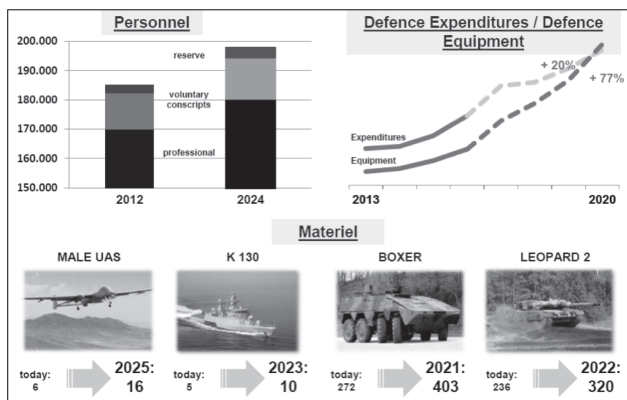 Personnel
200.000
190.000
180.000
170.000
160.000
150.000
reserve
voluntary
conscripts
professional
2012
2024
Defence Expenditures / Defence
Equipment
+ 20%
+ 77%
Expenditures
Equipment
2013
2020
Materiel
MALE UAS
today:
6
2025:
16
K 130
today:
5
2023:
10
BOXER
today:
272
2021:
403
LEOPARD 2
today:
236
2022:
320